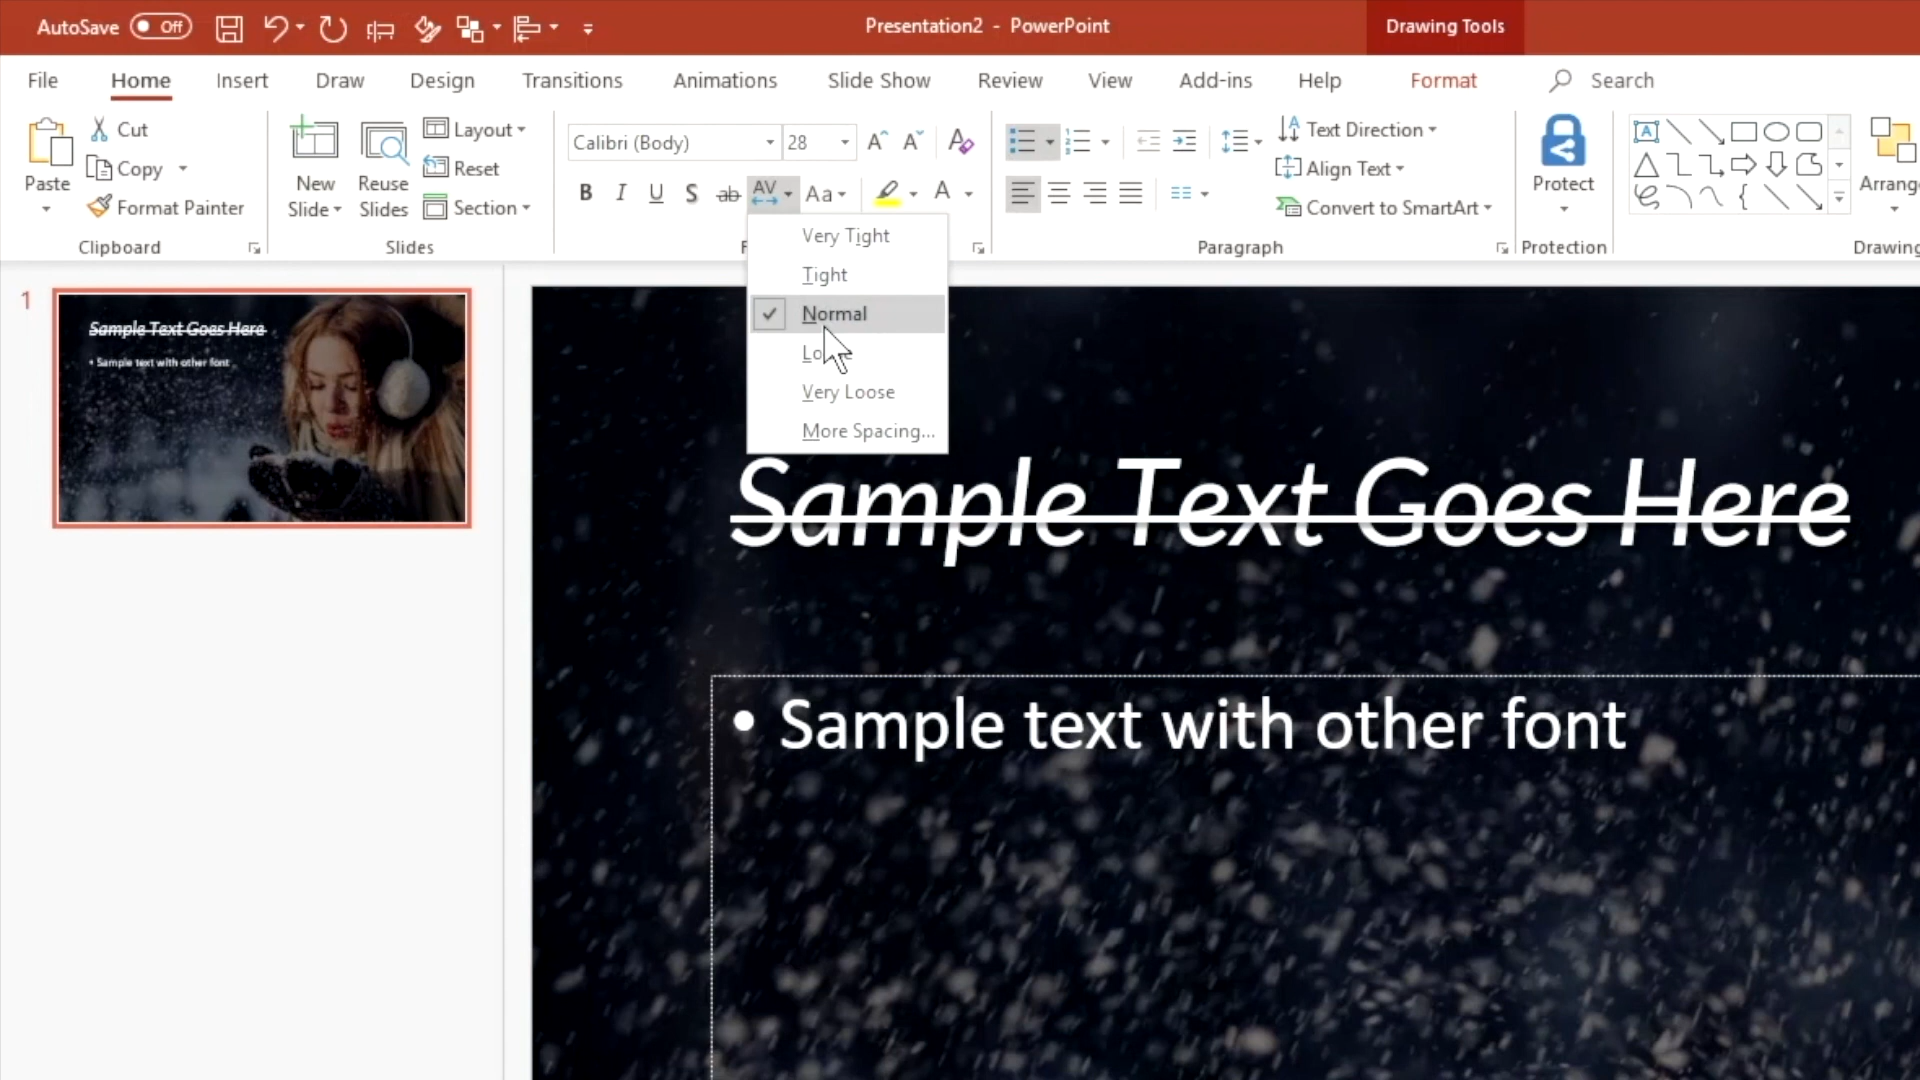 AutoSave Off Presentation2 - PowerPoint Drawing Tools
File Home Insert Draw Design Transitions Animations Slide Show Review View Add-ins Help Format Search
Paste Cut Copy Format Painter Clipboard
New Slide Reuse Slides Layout Reset Section Slides
Calibri (Body) 28
B I U S ab AV Aa A
Text Direction
Align Text
Convert to SmartArt
Paragraph
Protect
Protection
Arrange
Drawing
Very Tight
Tight
Normal
Very Loose
More Spacing...
1
Sample Text Goes Here
• Sample text with other font
Sample Text Goes Here
• Sample text with other font